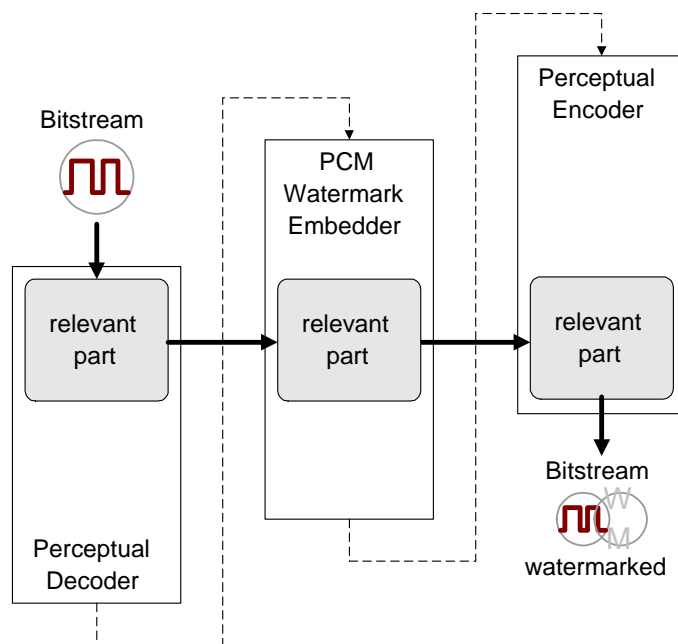 Bitstream
relevant
part
Perceptual
Decoder
PCM
Watermark
Embedder
relevant
part
Perceptual
Encoder
relevant
part
Bitstream
W
M
watermarked